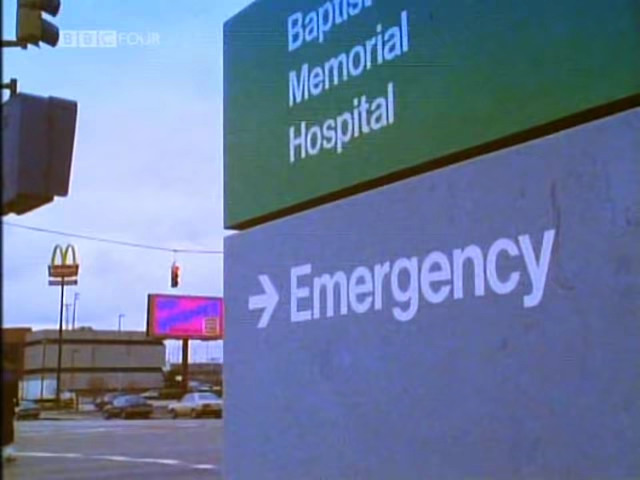 BBC FOUR
Baptist
Memorial
Hospital
→ Emergency